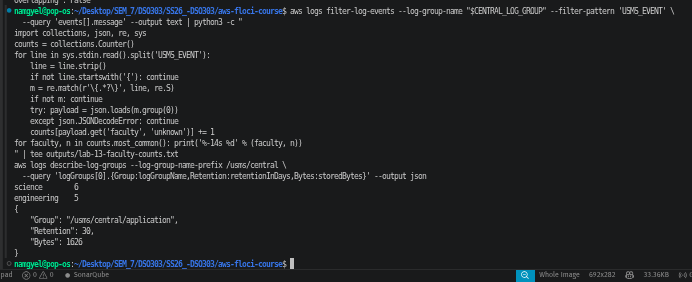 overlapping : False
namgyel@pop-os:~/Desktop/SEM_7/DSO303/SS26_-DSO303/aws-floci-course$ aws logs filter-log-events --log-group-name "$CENTRAL_LOG_GROUP" --filter-pattern 'USMS_EVENT' \
--query 'events[].message' --output text | python3 -c "
import collections, json, re, sys
counts = collections.Counter()
for line in sys.stdin.read().split('USMS_EVENT'):
line = line.strip()
if not line.startswith('{'): continue
m = re.match(r'\{.*?\}', line, re.S)
if not m: continue
try: payload = json.loads(m.group(0))
except json.JSONDecodeError: continue
counts[payload.get('faculty', 'unknown')] += 1
for faculty, n in counts.most_common(): print('%-14s %d' % (faculty, n))
" | tee outputs/lab-13-faculty-counts.txt
aws logs describe-log-groups --log-group-name-prefix /usms/central \
--query 'logGroups[0].{Group:logGroupName,Retention:retentionInDays,Bytes:storedBytes}' --output json
science 6
engineering 5
{
"Group": "/usms/central/application",
"Retention": 30,
"Bytes": 1626
}
namgyel@pop-os:~/Desktop/SEM_7/DSO303/SS26_-DSO303/aws-floci-course$
pad 0 0 SonarQube Whole Image 692x282 33.36KB